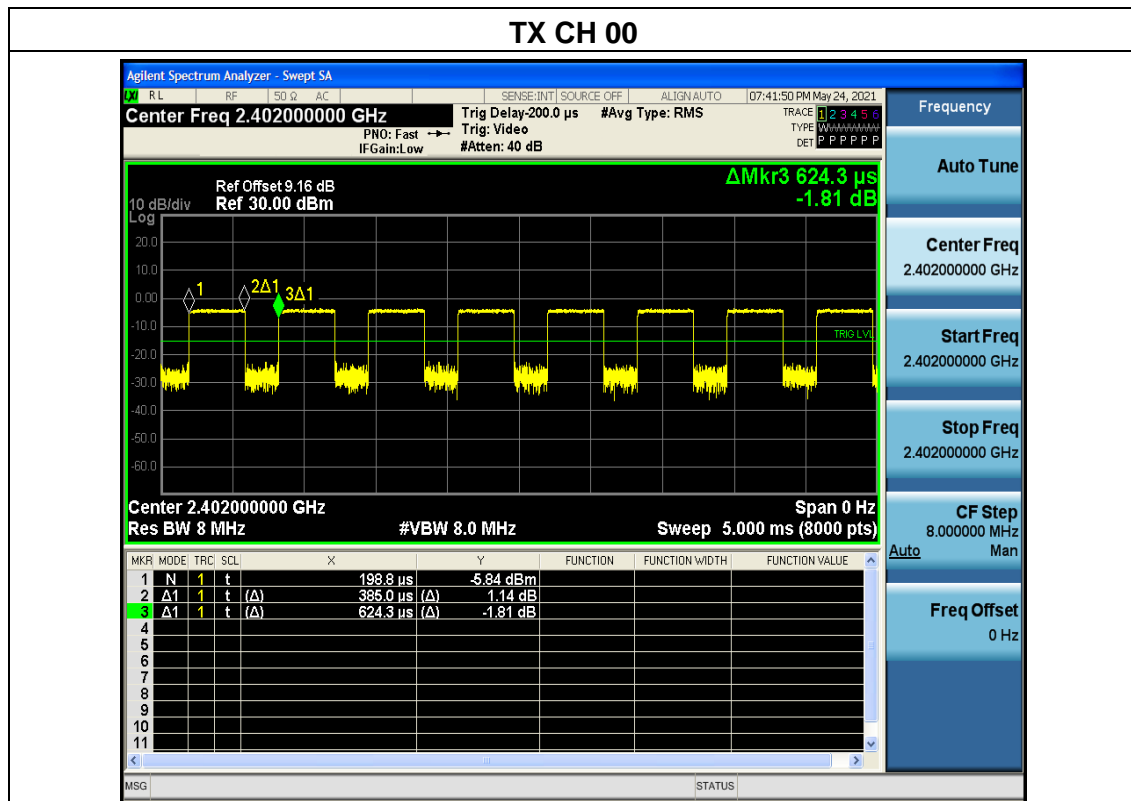 TX CH 00
Agilent Spectrum Analyzer - Swept SA
LXI RL RF 50 Ω AC SENSE:INT SOURCE OFF ALIGN AUTO 07:41:50 PM May 24, 2021
Center Freq 2.402000000 GHz
PNO: Fast
IFGain:Low
Trig Delay-200.0 µs #Avg Type: RMS
Trig: Video
#Atten: 40 dB
TRACE 1 2 3 4 5 6
TYPE WWWWWW
DET P P P P P P
Frequency
Auto Tune
Center Freq
2.402000000 GHz
Start Freq
2.402000000 GHz
Stop Freq
2.402000000 GHz
CF Step
8.000000 MHz
Auto Man
Freq Offset
0 Hz
ΔMkr3 624.3 µs
-1.81 dB
Ref Offset 9.16 dB
10 dB/div Ref 30.00 dBm
Log
20.0
10.0
0.00
-10.0
-20.0
-30.0
-40.0
-50.0
-60.0
1
2Δ1
3Δ1
TRIG LVL
Center 2.402000000 GHz Span 0 Hz
Res BW 8 MHz #VBW 8.0 MHz Sweep 5.000 ms (8000 pts)
MKR MODE TRC SCL X Y FUNCTION FUNCTION WIDTH FUNCTION VALUE
1 N 1 t 198.8 µs -5.84 dBm
2 Δ1 1 t (Δ) 385.0 µs (Δ) 1.14 dB
3 Δ1 1 t (Δ) 624.3 µs (Δ) -1.81 dB
4
5
6
7
8
9
10
11
MSG STATUS